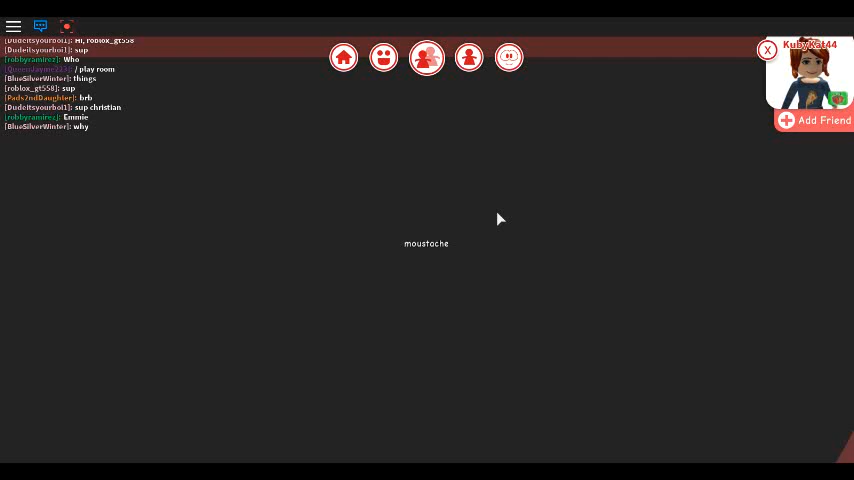 [Dudeitsyourboi1]: Hi, roblox_gt558
[Dudeitsyourboi1]: sup
[robbyramirez]: Who
[QueenJayme223]: / play room
[BlueSilverWinter]: things
[roblox_gt558]: sup
[Pads2ndDaughter]: brb
[Dudeitsyourboi1]: sup christian
[robbyramirez]: Emmie
[BlueSilverWinter]: why
X
KubyKat44
Add Friend
moustache